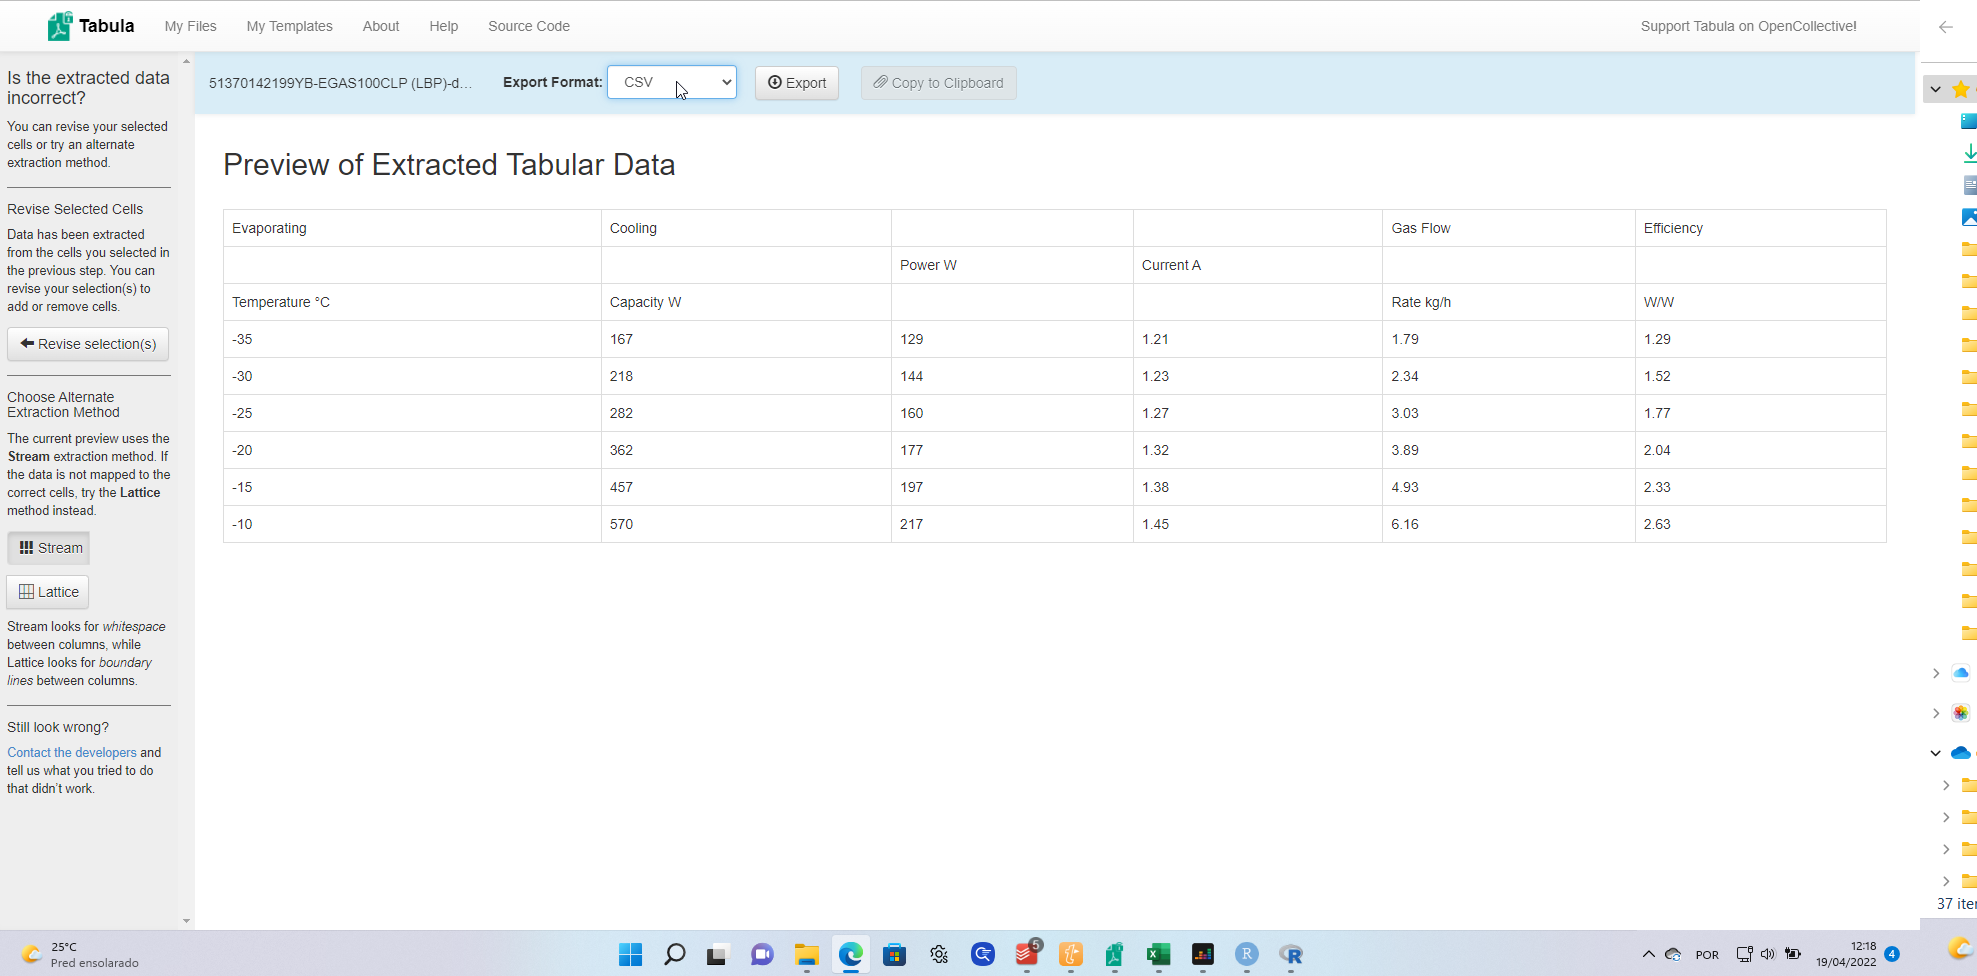 Tabula
My Files
My Templates
About
Help
Source Code
Support Tabula on OpenCollective!
Is the extracted data
incorrect?
You can revise your selected
cells or try an alternate
extraction method.
Revise Selected Cells
Data has been extracted
from the cells you selected in
the previous step. You can
revise your selection(s) to
add or remove cells.
Revise selection(s)
Choose Alternate
Extraction Method
The current preview uses the
Stream extraction method. If
the data is not mapped to the
correct cells, try the Lattice
method instead.
Stream
Lattice
Stream looks for whitespace
between columns, while
Lattice looks for boundary
lines between columns.
Still look wrong?
Contact the developers and
tell us what you tried to do
that didn't work.
51370142199YB-EGAS100CLP (LBP)-d...
Export Format:
CSV
Export
Copy to Clipboard
Preview of Extracted Tabular Data
Evaporating Cooling Gas Flow Efficiency
Power W Current A
Temperature °C Capacity W Rate kg/h W/W
-35 167 129 1.21 1.79 1.29
-30 218 144 1.23 2.34 1.52
-25 282 160 1.27 3.03 1.77
-20 362 177 1.32 3.89 2.04
-15 457 197 1.38 4.93 2.33
-10 570 217 1.45 6.16 2.63
37 iter
25°C
Pred ensolarado
5
POR
12:18
19/04/2022
4